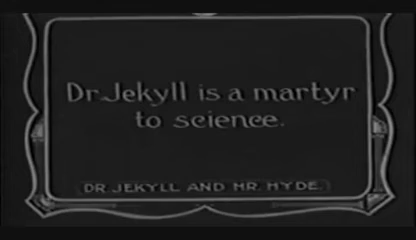 Dr. Jekyll is a martyr
to science.
DR. JEKYLL AND MR. HYDE.